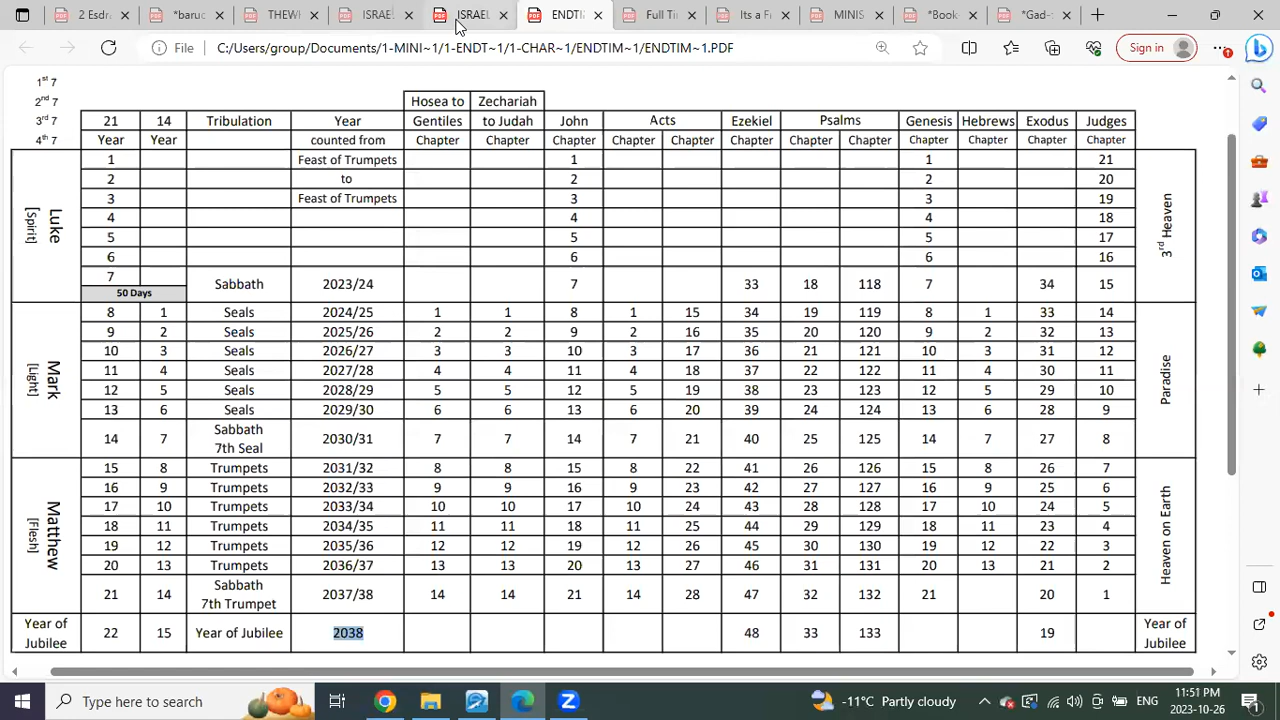 2 Esdra
*baruc
THEWH
ISRAEL
ISRAEL
ENDTIM
Full Tim
Its a Fr
MINIS
*Book-
*Gad-t
File
C:/Users/group/Documents/1-MINI~1/1-ENDT~1/1-CHAR~1/ENDTIM~1/ENDTIM~1.PDF
Sign in
1st 7
2nd 7 Hosea to Zechariah
3rd 7 21 14 Tribulation Year Gentiles to Judah John Acts Ezekiel Psalms Genesis Hebrews Exodus Judges
4th 7 Year Year counted from Chapter Chapter Chapter Chapter Chapter Chapter Chapter Chapter Chapter Chapter Chapter Chapter
Luke
[Spirit]
1 Feast of Trumpets 1 1 21
2 to 2 2 20
3 Feast of Trumpets 3 3 19
4 4 18
5 5 5 17
6 6 6 16
7 Sabbath 2023/24 7 33 18 118 7 34 15
50 Days
3rd Heaven
Mark
[Light]
8 1 Seals 2024/25 1 1 8 1 15 34 19 119 8 1 33 14
9 2 Seals 2025/26 2 2 9 2 16 35 20 120 9 2 32 13
10 3 Seals 2026/27 3 3 10 3 17 36 21 121 10 3 31 12
11 4 Seals 2027/28 4 4 11 4 18 37 22 122 11 4 30 11
12 5 Seals 2028/29 5 5 12 5 19 38 23 123 12 5 29 10
13 6 Seals 2029/30 6 6 13 6 20 39 24 124 13 6 28 9
Sabbath
14 7 7th Seal 2030/31 7 7 14 7 21 40 25 125 14 7 27 8
Paradise
Matthew
[Flesh]
15 8 Trumpets 2031/32 8 8 15 8 22 41 26 126 15 8 26 7
16 9 Trumpets 2032/33 9 9 16 9 23 42 27 127 16 9 25 6
17 10 Trumpets 2033/34 10 10 17 10 24 43 28 128 17 10 24 5
18 11 Trumpets 2034/35 11 11 18 11 25 44 29 129 18 11 23 4
19 12 Trumpets 2035/36 12 12 19 12 26 45 30 130 19 12 22 3
20 13 Trumpets 2036/37 13 13 20 13 27 46 31 131 20 13 21 2
Sabbath
21 14 7th Trumpet 2037/38 14 14 21 14 28 47 32 132 21 20 1
Heaven on Earth
Year of Jubilee 22 15 Year of Jubilee 2038 48 33 133 19 Year of Jubilee
Type here to search
-11°C Partly cloudy
ENG
11:51 PM
2023-10-26